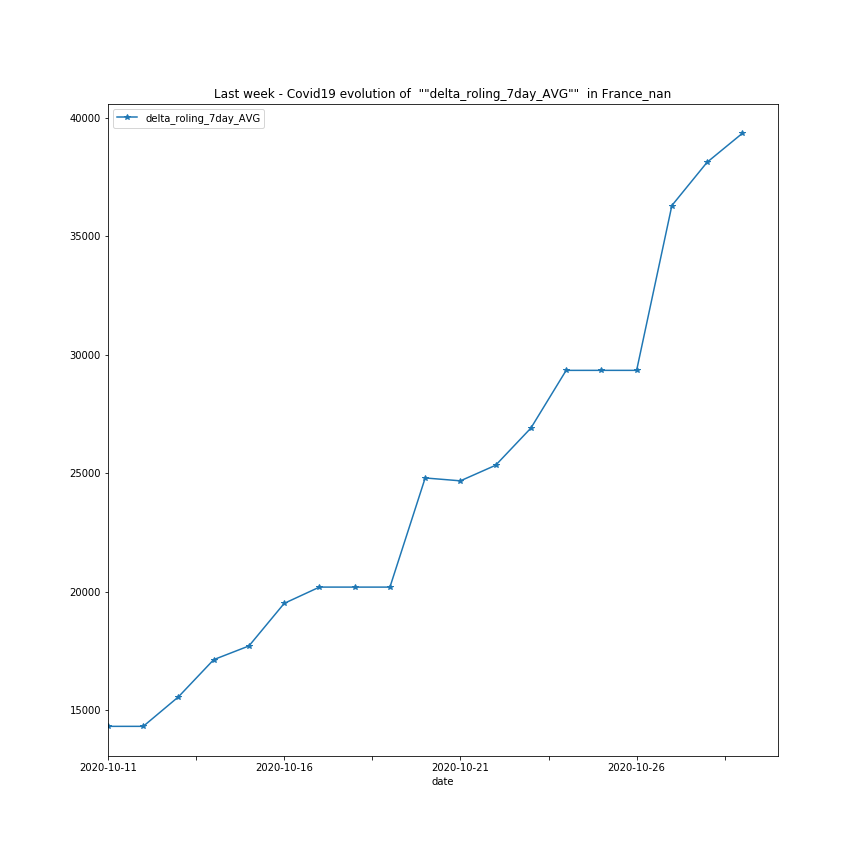 Last week - Covid19 evolution of  ""delta_roling_7day_AVG""  in France_nan
delta_roling_7day_AVG
40000
35000
30000
25000
20000
15000
2020-10-11 2020-10-16 2020-10-21 2020-10-26
date